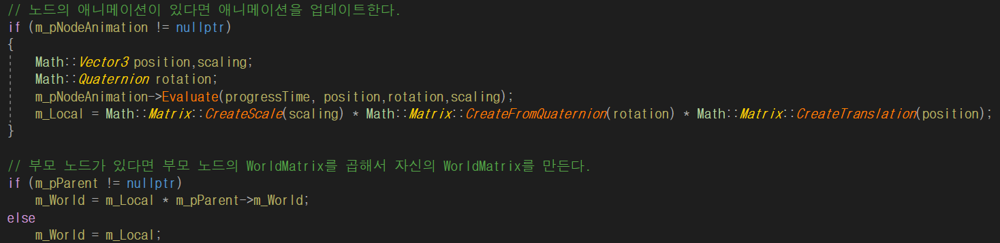 // 노드의 애니메이션이 있다면 애니메이션을 업데이트한다.
if (m_pNodeAnimation != nullptr)
{
    Math::Vector3 position,scaling;
    Math::Quaternion rotation;
    m_pNodeAnimation->Evaluate(progressTime, position,rotation,scaling);
    m_Local = Math::Matrix::CreateScale(scaling) * Math::Matrix::CreateFromQuaternion(rotation) * Math::Matrix::CreateTranslation(position);
}

// 부모 노드가 있다면 부모 노드의 WorldMatrix를 곱해서 자신의 WorldMatrix를 만든다.
if (m_pParent != nullptr)
    m_World = m_Local * m_pParent->m_World;
else
    m_World = m_Local;